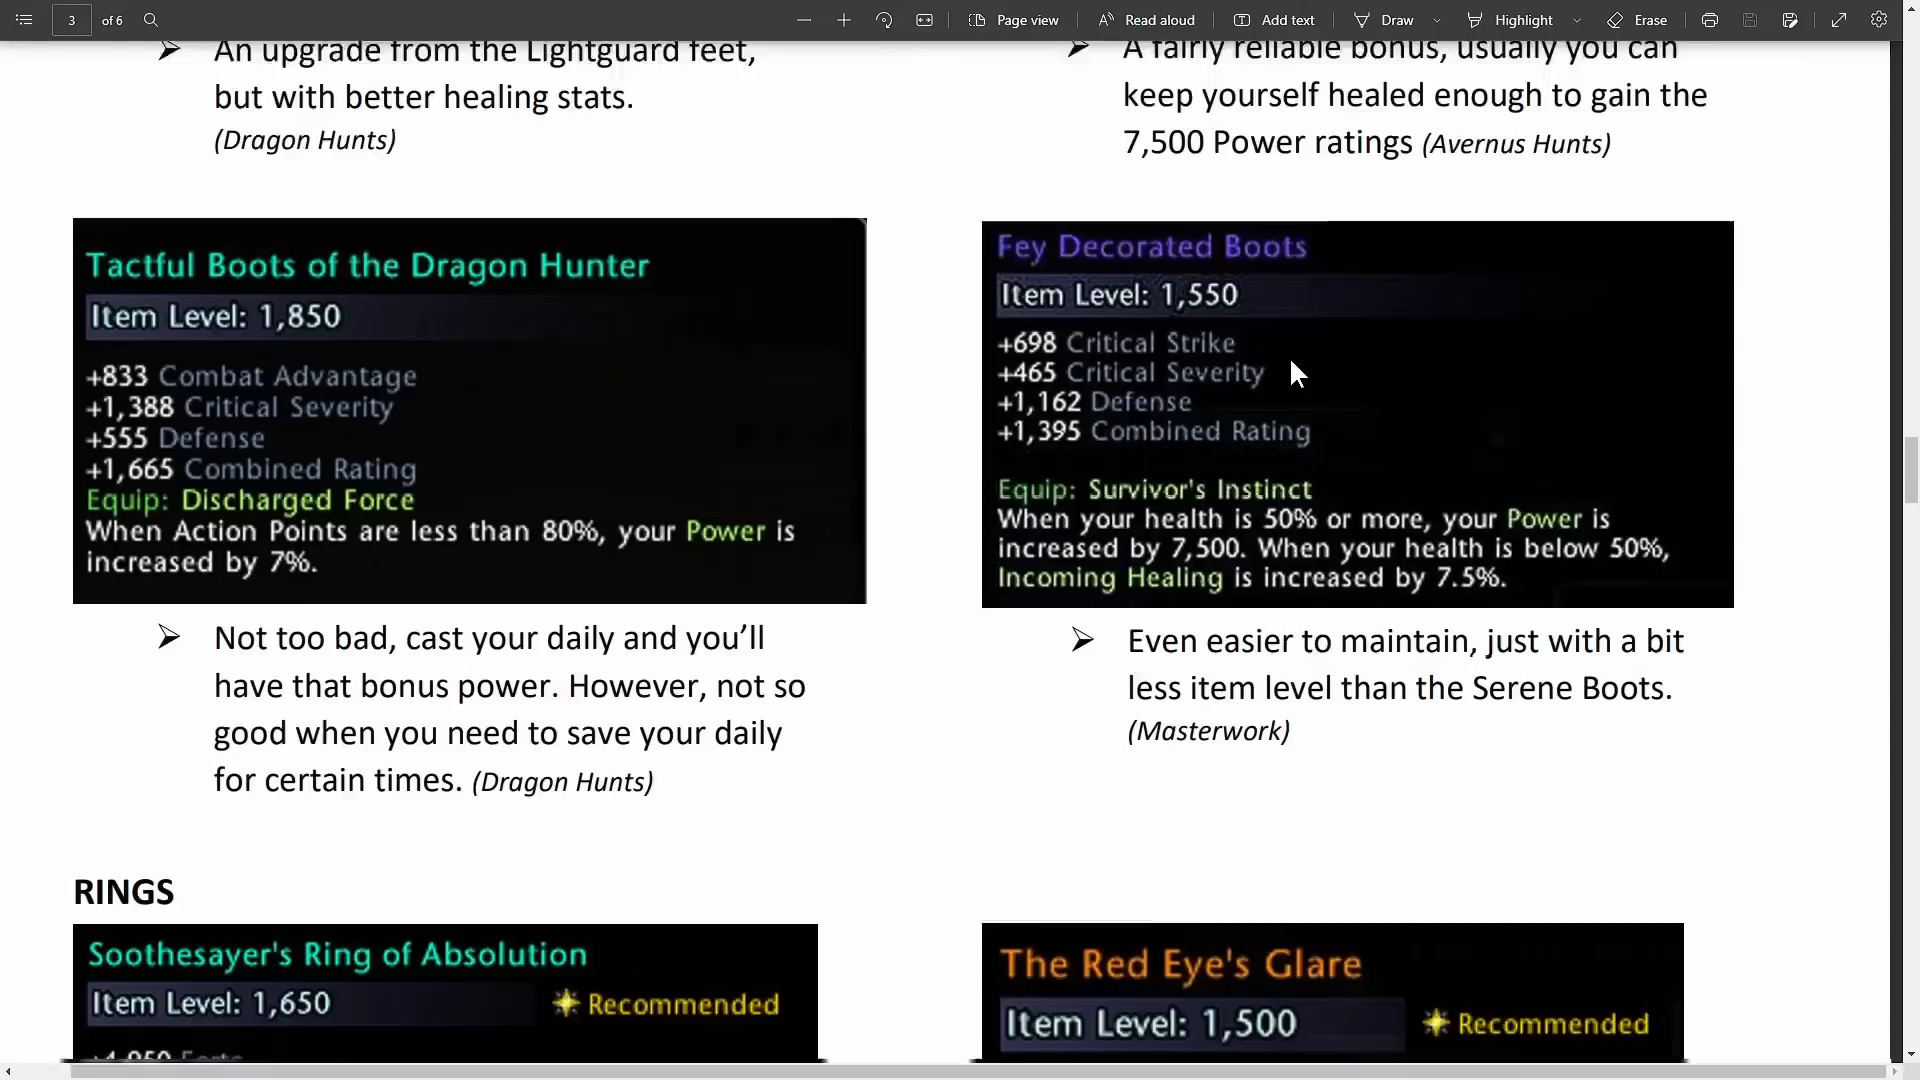 3 of 6
Page view
Read aloud
Add text
Draw
Highlight
Erase
An upgrade from the Lightguard feet,
but with better healing stats.
(Dragon Hunts)
A fairly reliable bonus, usually you can
keep yourself healed enough to gain the
7,500 Power ratings (Avernus Hunts)
Tactful Boots of the Dragon Hunter
Item Level: 1,850
+833 Combat Advantage
+1,388 Critical Severity
+555 Defense
+1,665 Combined Rating
Equip: Discharged Force
When Action Points are less than 80%, your Power is
increased by 7%.
Not too bad, cast your daily and you’ll
have that bonus power. However, not so
good when you need to save your daily
for certain times. (Dragon Hunts)
Fey Decorated Boots
Item Level: 1,550
+698 Critical Strike
+465 Critical Severity
+1,162 Defense
+1,395 Combined Rating
Equip: Survivor's Instinct
When your health is 50% or more, your Power is
increased by 7,500. When your health is below 50%,
Incoming Healing is increased by 7.5%.
Even easier to maintain, just with a bit
less item level than the Serene Boots.
(Masterwork)
RINGS
Soothesayer's Ring of Absolution
Item Level: 1,650
Recommended
The Red Eye's Glare
Item Level: 1,500
Recommended